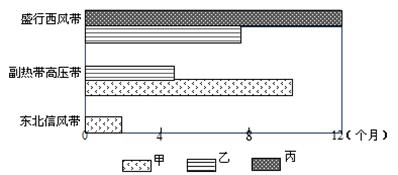 盛行西风带
副热带高压带
东北信风带
0 4 8 12（个月）
甲 乙 丙